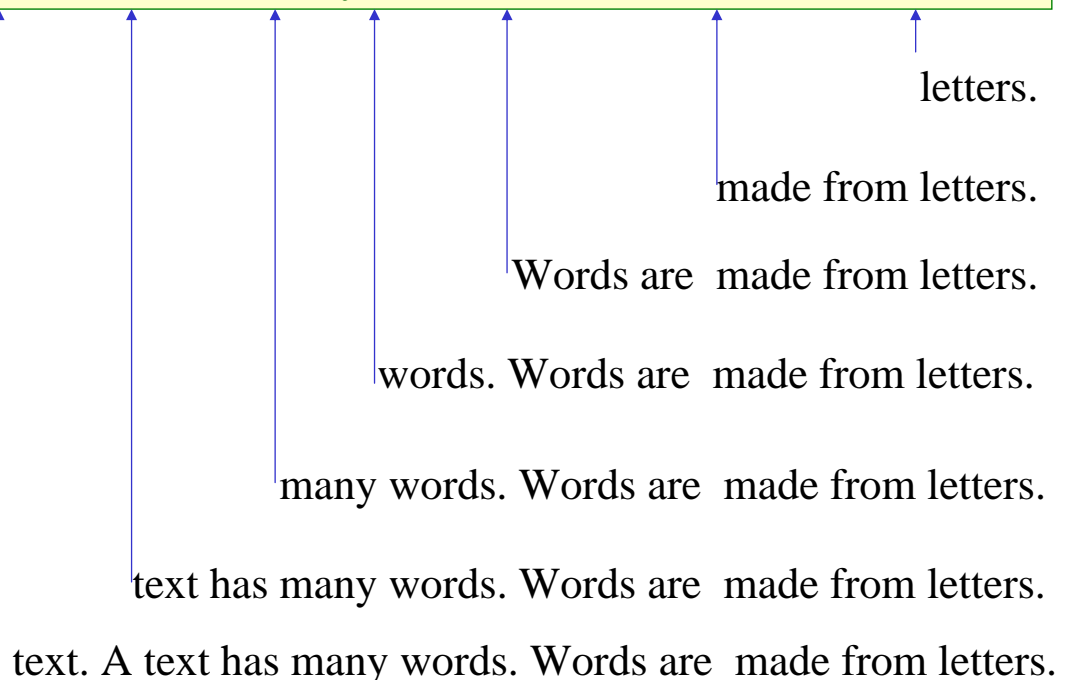 letters.
made from letters.
Words are  made from letters.
words. Words are  made from letters.
many words. Words are  made from letters.
text has many words. Words are  made from letters.
text. A text has many words. Words are  made from letters.